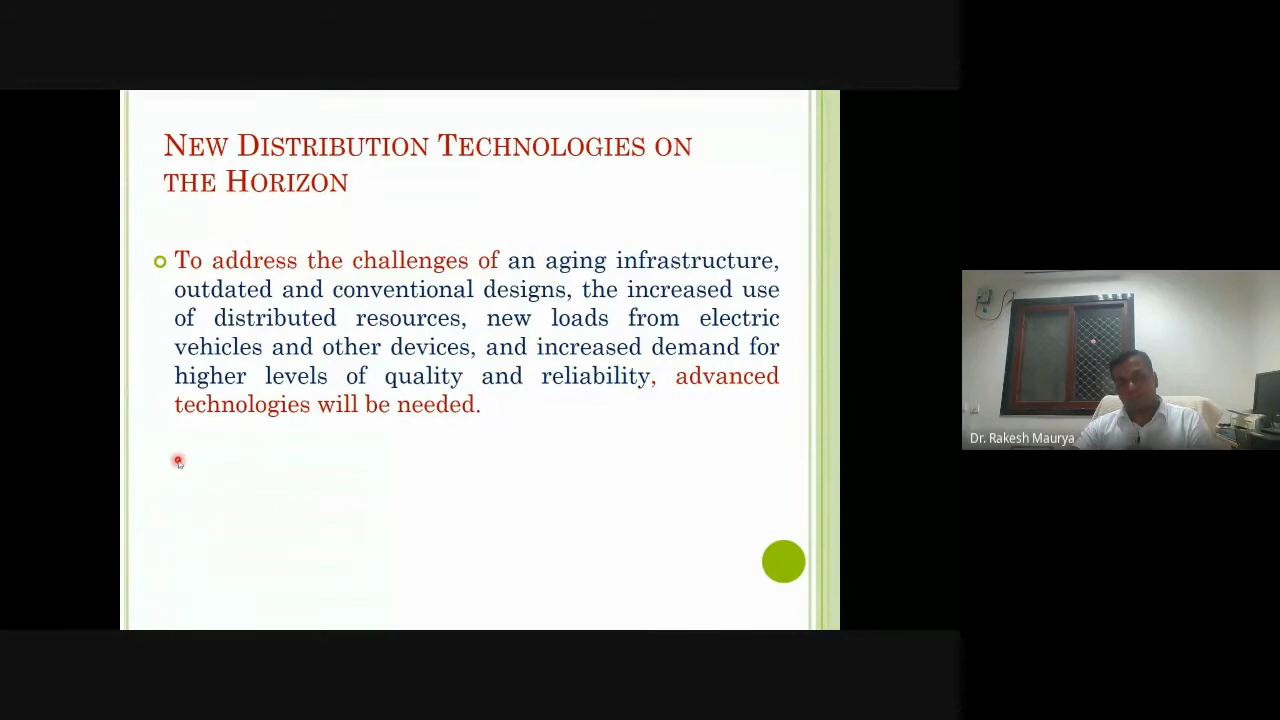 NEW DISTRIBUTION TECHNOLOGIES ON
THE HORIZON
To address the challenges of an aging infrastructure,
outdated and conventional designs, the increased use
of distributed resources, new loads from electric
vehicles and other devices, and increased demand for
higher levels of quality and reliability, advanced
technologies will be needed.
Dr. Rakesh Maurya